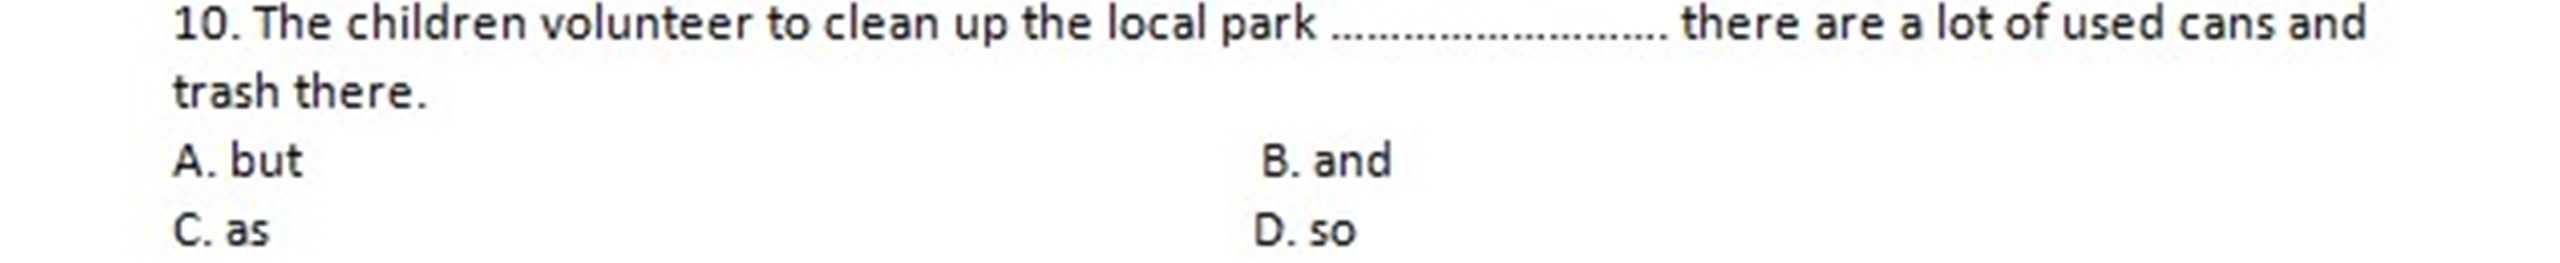 10. The children volunteer to clean up the local park ............................ there are a lot of used cans and
trash there.
A. but B. and
C. as D. so